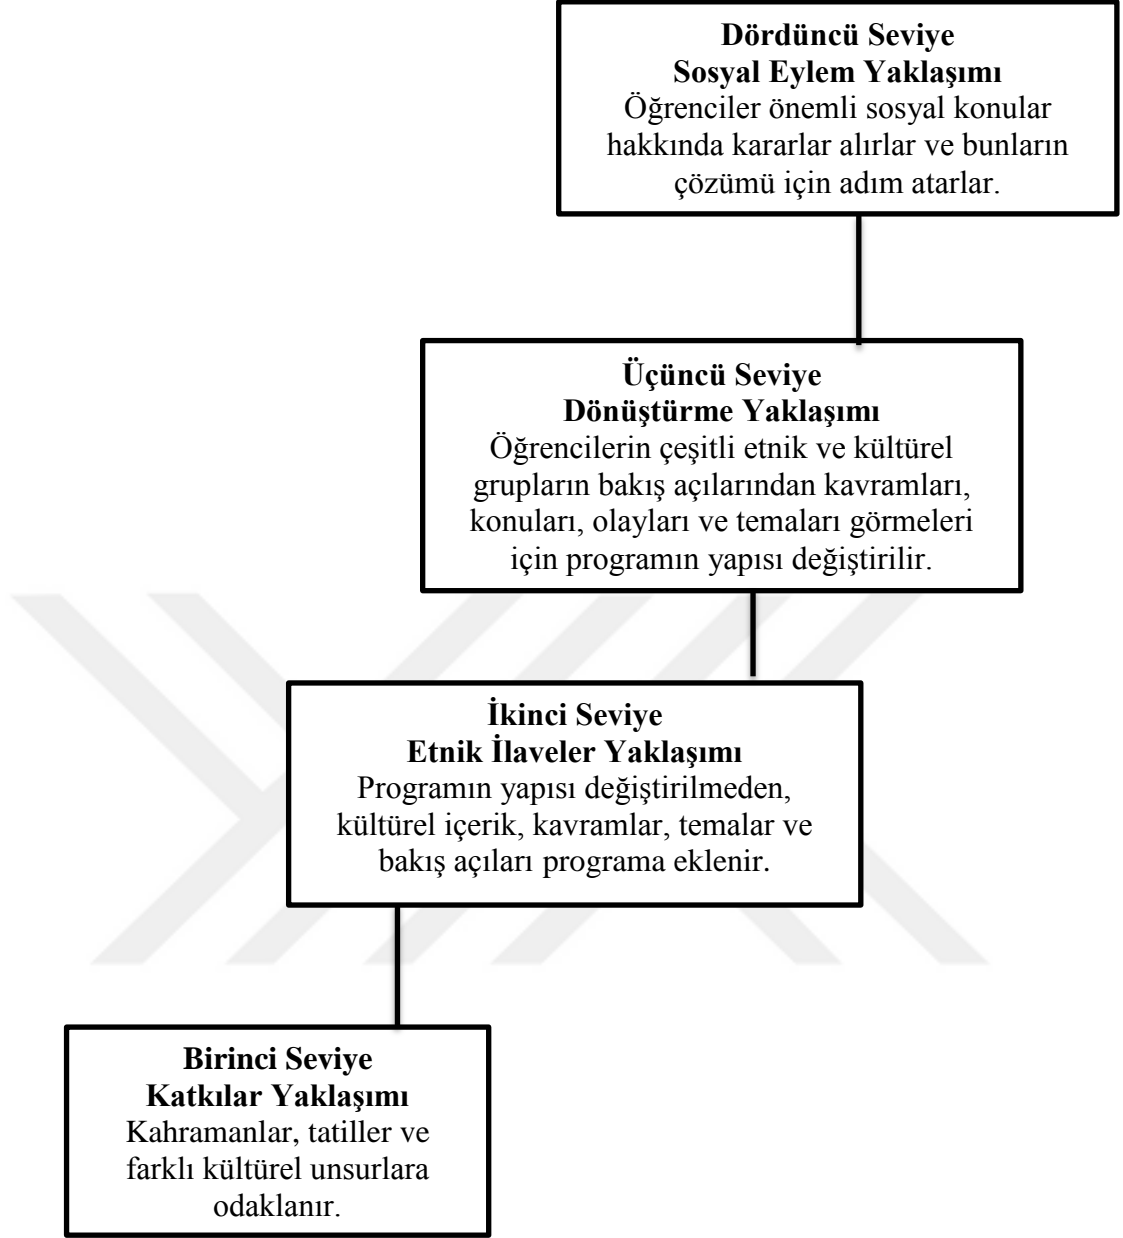 Dördüncü Seviye
Sosyal Eylem Yaklaşımı
Öğrenciler önemli sosyal konular
hakkında kararlar alırlar ve bunların
çözümü için adım atarlar.
Üçüncü Seviye
Dönüştürme Yaklaşımı
Öğrencilerin çeşitli etnik ve kültürel
grupların bakış açılarından kavramları,
konuları, olayları ve temaları görmeleri
için programın yapısı değiştirilir.
İkinci Seviye
Etnik İlaveler Yaklaşımı
Programın yapısı değiştirilmeden,
kültürel içerik, kavramlar, temalar ve
bakış açıları programa eklenir.
Birinci Seviye
Katkılar Yaklaşımı
Kahramanlar, tatiller ve
farklı kültürel unsurlara
odaklanır.